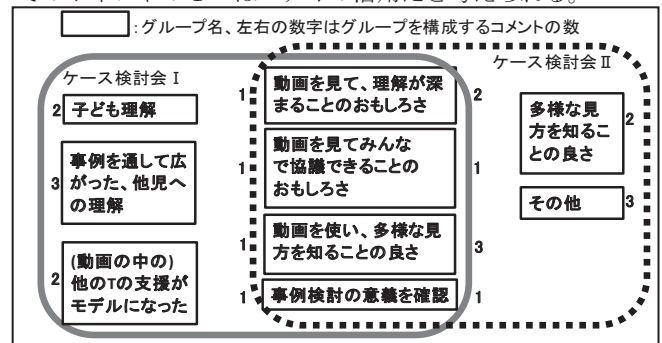 :グループ名、左右の数字はグループを構成するコメントの数
ケース検討会Ⅰ
ケース検討会Ⅱ
2
子ども理解
3
事例を通して広
がった、他児へ
の理解
2
(動画の中の)
他のTの支援が
モデルになった
1
動画を見て、理解が深
まることのおもしろさ
2
1
動画を見てみんな
で協議できることの
おもしろさ
1
1
動画を使い、多様な見
方を知ることの良さ
3
1
事例検討の意義を確認
1
多様な見
方を知るこ
との良さ
2
その他
3